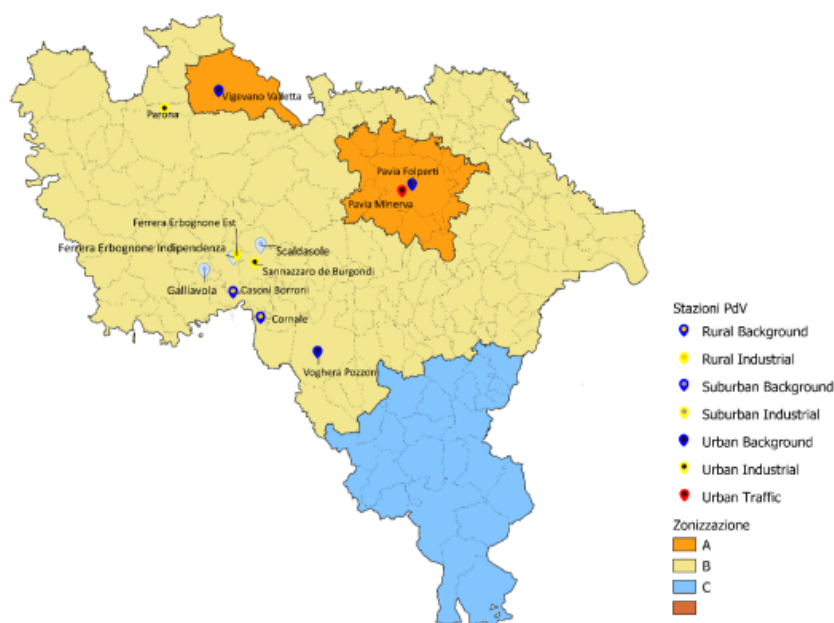 Vigevano Valletta
Parona
Pavia Folperti
Pavia Minerva
Ferrera Erbognone Est
Ferrera Erbognone Indipendenza
Scaldasole
Sannazzaro de Burgondi
Galliavola
Casoni Borroni
Cornale
Voghera Pozzoni
Stazioni PdV
Rural Background
Rural Industrial
Suburban Background
Suburban Industrial
Urban Background
Urban Industrial
Urban Traffic
Zonizzazione
A
B
C